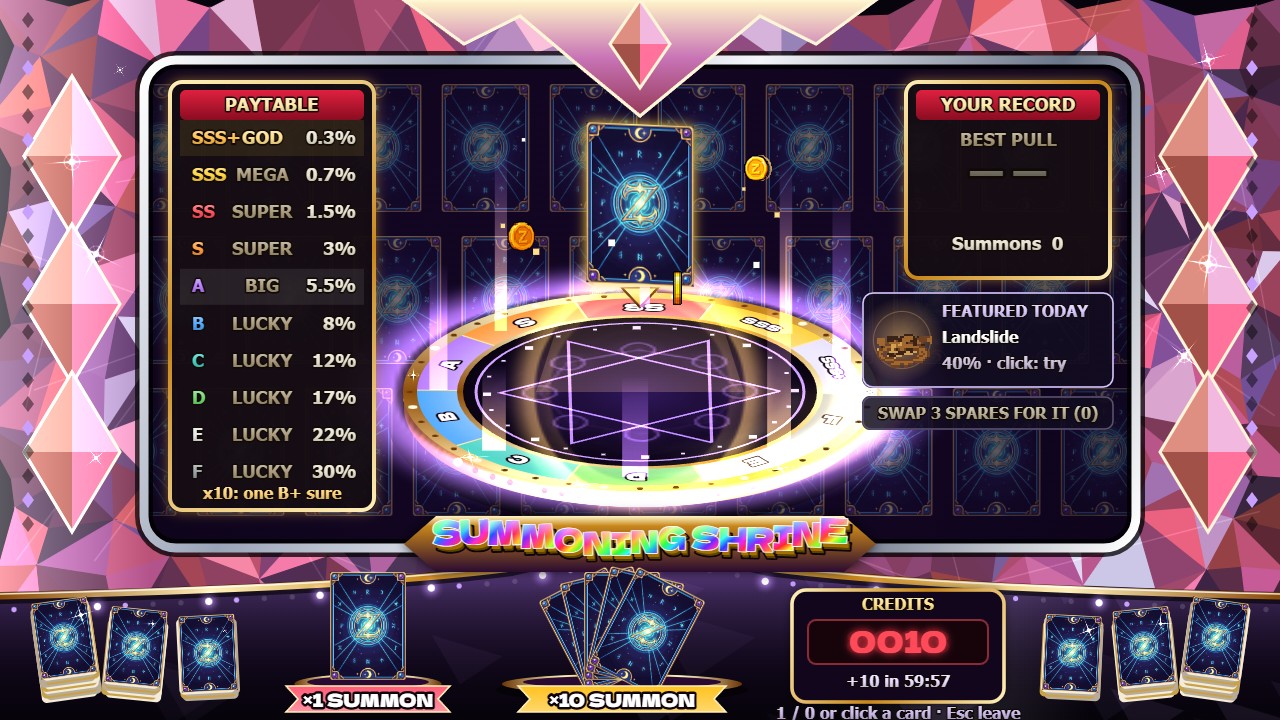 PAYTABLE
SSS+GOD 0.3%
SSS MEGA 0.7%
SS SUPER 1.5%
S SUPER 3%
A BIG 5.5%
B LUCKY 8%
C LUCKY 12%
D LUCKY 17%
E LUCKY 22%
F LUCKY 30%
x10: one B+ sure
YOUR RECORD
BEST PULL
— —
Summons 0
FEATURED TODAY
Landslide
40% · click: try
SWAP 3 SPARES FOR IT (0)
SS
S
SSS
A
B
C
D
SUMMONING SHRINE
×1 SUMMON
×10 SUMMON
CREDITS
0010
+10 in 59:57
1 / 0 or click a card · Esc leave